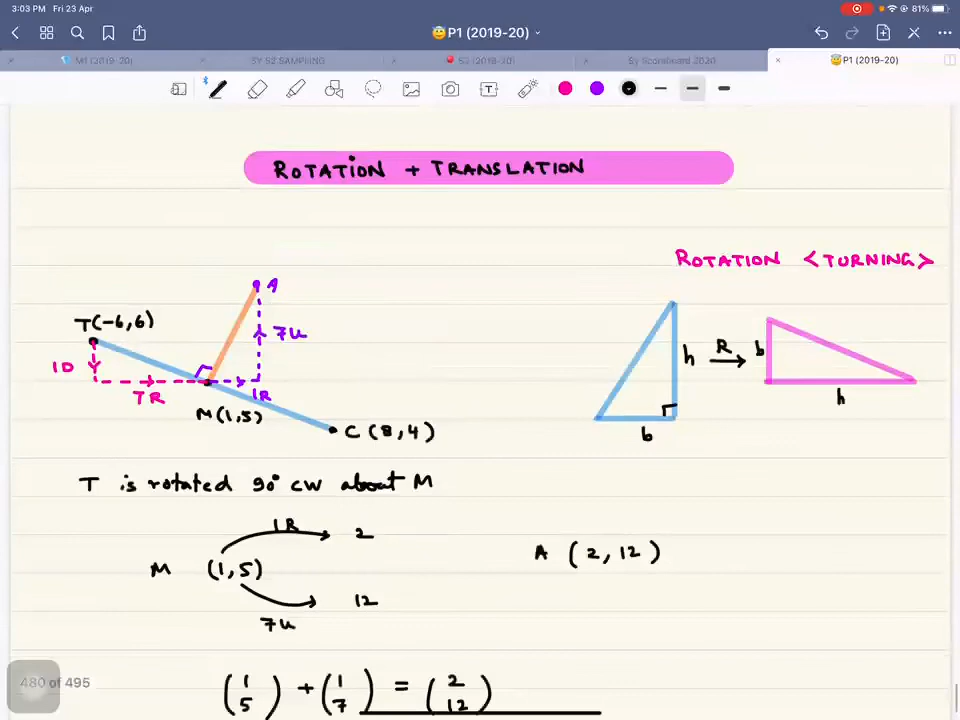 3:03 PM Fri 23 Apr
81%
P1 (2019-20)
M1 (2019-20)
SY S2 SAMPLING
S2 (2019-20)
Sy Scoreboard 2020
P1 (2019-20)
ROTATION + TRANSLATION
ROTATION <TURNING>
A
T(-6,6)
7U
1D
7R
1R
M(1,5)
C (8,4)
h
R
b
b
h
T is rotated 90° cw about M
1R
2
M (1,5)
A (2,12)
12
7U
480 of 495
(1 5) + (1 7) = (2 12)